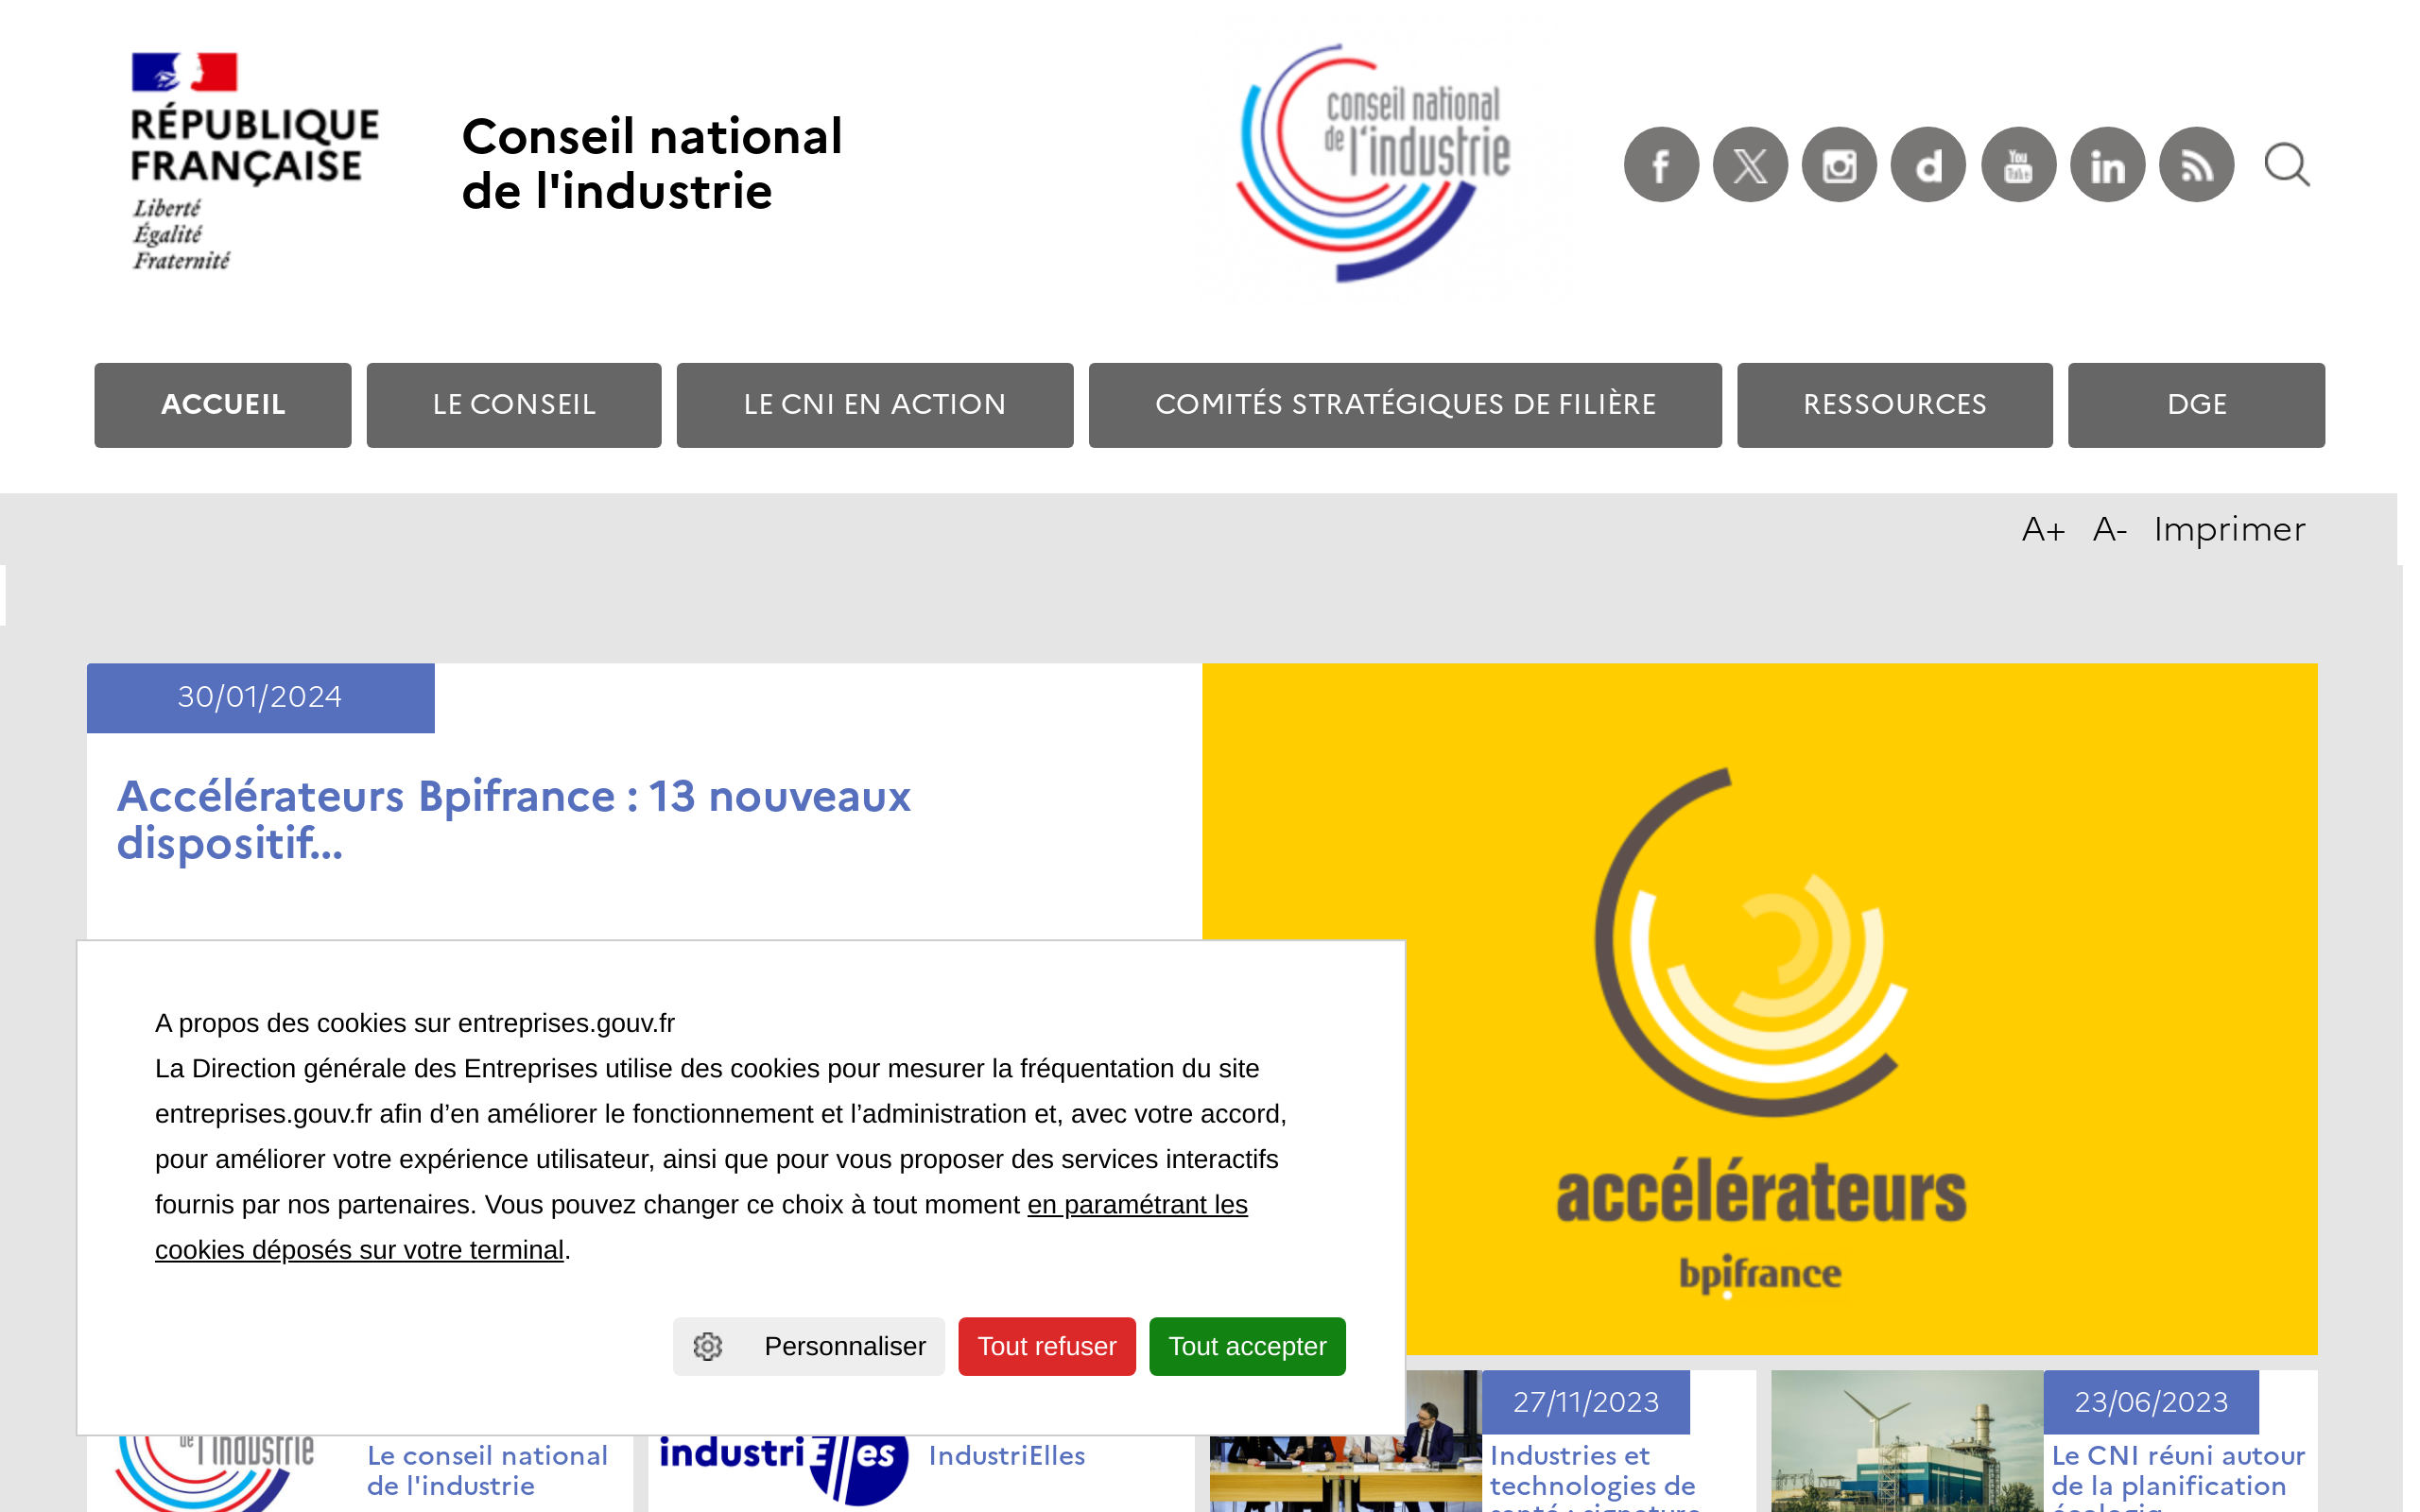 RÉPUBLIQUE
FRANÇAISE
Liberté
Égalité
Fraternité
Conseil national
de l'industrie
conseil national
de l'industrie
ACCUEIL
LE CONSEIL
LE CNI EN ACTION
COMITÉS STRATÉGIQUES DE FILIÈRE
RESSOURCES
DGE
A+ A- Imprimer
30/01/2024
Accélérateurs Bpifrance : 13 nouveaux
dispositif...
accélérateurs
bpifrance
A propos des cookies sur entreprises.gouv.fr
La Direction générale des Entreprises utilise des cookies pour mesurer la fréquentation du site
entreprises.gouv.fr afin d’en améliorer le fonctionnement et l’administration et, avec votre accord,
pour améliorer votre expérience utilisateur, ainsi que pour vous proposer des services interactifs
fournis par nos partenaires. Vous pouvez changer ce choix à tout moment en paramétrant les
cookies déposés sur votre terminal.
Personnaliser
Tout refuser
Tout accepter
de l'industrie
Le conseil national
de l'industrie
industriElles
IndustriElles
27/11/2023
Industries et
technologies de
santé : signature
23/06/2023
Le CNI réuni autour
de la planification